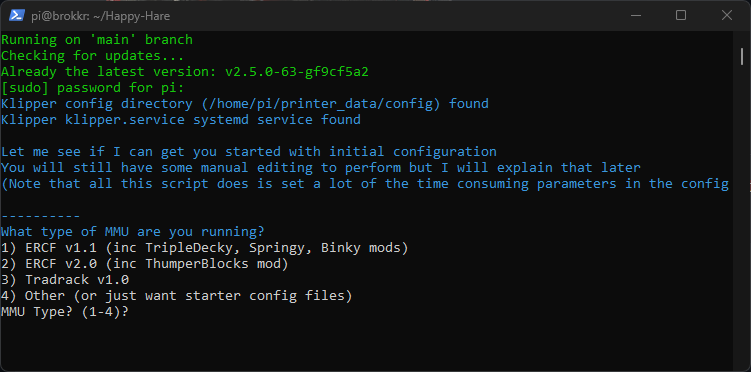 pi@brokkr: ~/Happy-Hare
Running on 'main' branch
Checking for updates...
Already the latest version: v2.5.0-63-gf9cf5a2
[sudo] password for pi:
Klipper config directory (/home/pi/printer_data/config) found
Klipper klipper.service systemd service found
Let me see if I can get you started with initial configuration
You will still have some manual editing to perform but I will explain that later
(Note that all this script does is set a lot of the time consuming parameters in the config
----------
What type of MMU are you running?
1) ERCF v1.1 (inc TripleDecky, Springy, Binky mods)
2) ERCF v2.0 (inc ThumperBlocks mod)
3) Tradrack v1.0
4) Other (or just want starter config files)
MMU Type? (1-4)?